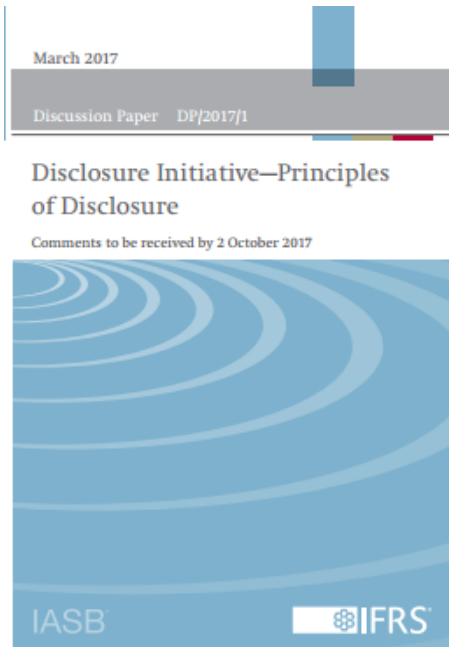 March 2017
Discussion Paper DP/2017/1
Disclosure Initiative—Principles
of Disclosure
Comments to be received by 2 October 2017
IASB
IFRS